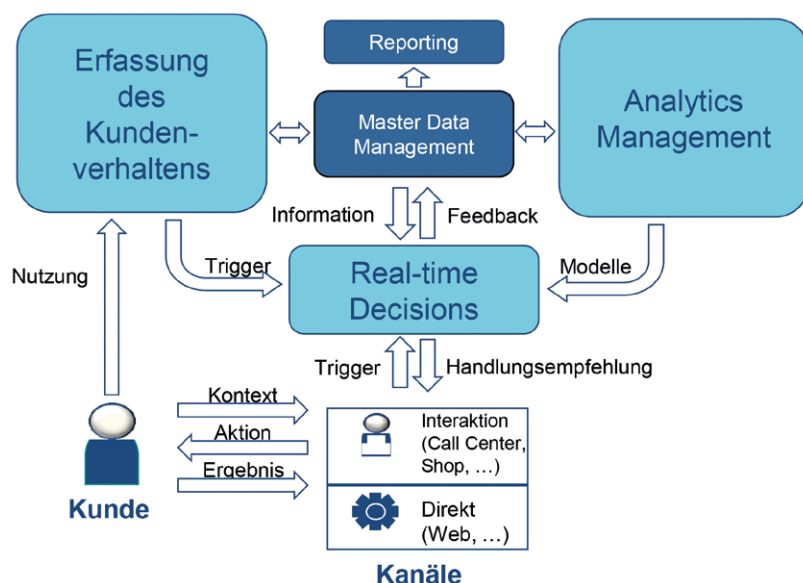 Reporting
Erfassung
des
Kunden-
verhaltens
Master Data
Management
Analytics
Management
Information
Feedback
Nutzung
Trigger
Real-time
Decisions
Modelle
Trigger
Handlungsempfehlung
Kontext
Aktion
Ergebnis
Interaktion
(Call Center,
Shop, ...)
Direkt
(Web, ...)
Kunde
Kanäle